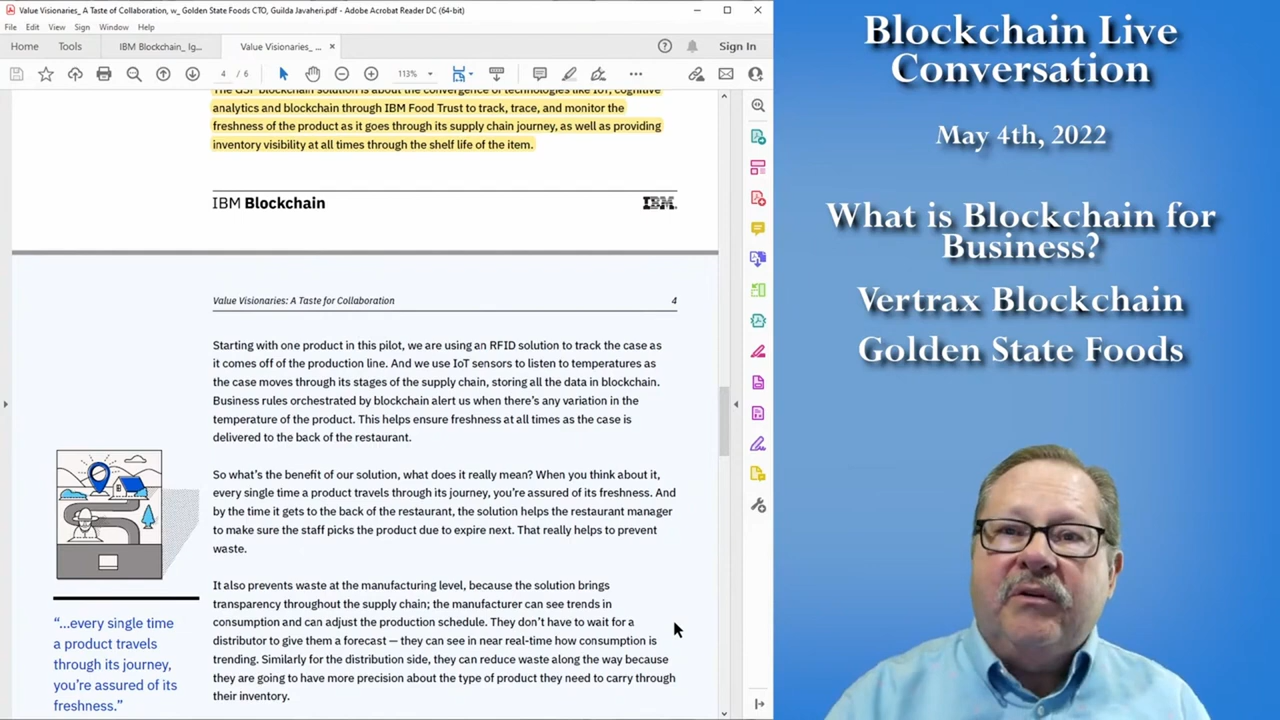 Value Visionaries_ A Taste of Collaboration, w_ Golden State Foods CTO, Guilda Javaheri.pdf - Adobe Acrobat Reader DC (64-bit)
File Edit View Sign Window Help
Home Tools IBM Blockchain_ Ig... Value Visionaries_ ... × Sign In
4 / 6 113%
The GSF blockchain solution is about the convergence of technologies like IoT, cognitive
analytics and blockchain through IBM Food Trust to track, trace, and monitor the
freshness of the product as it goes through its supply chain journey, as well as providing
inventory visibility at all times through the shelf life of the item.
IBM Blockchain IBM
Value Visionaries: A Taste for Collaboration 4
Starting with one product in this pilot, we are using an RFID solution to track the case as
it comes off of the production line. And we use IoT sensors to listen to temperatures as
the case moves through its stages of the supply chain, storing all the data in blockchain.
Business rules orchestrated by blockchain alert us when there's any variation in the
temperature of the product. This helps ensure freshness at all times as the case is
delivered to the back of the restaurant.
So what's the benefit of our solution, what does it really mean? When you think about it,
every single time a product travels through its journey, you're assured of its freshness. And
by the time it gets to the back of the restaurant, the solution helps the restaurant manager
to make sure the staff picks the product due to expire next. That really helps to prevent
waste.
It also prevents waste at the manufacturing level, because the solution brings
transparency throughout the supply chain; the manufacturer can see trends in
consumption and can adjust the production schedule. They don't have to wait for a
distributor to give them a forecast — they can see in near real-time how consumption is
trending. Similarly for the distribution side, they can reduce waste along the way because
they are going to have more precision about the type of product they need to carry through
their inventory.
“...every single time
a product travels
through its journey,
you're assured of its
freshness.”
Blockchain Live
Conversation
May 4th, 2022
What is Blockchain for
Business?
Vertrax Blockchain
Golden State Foods